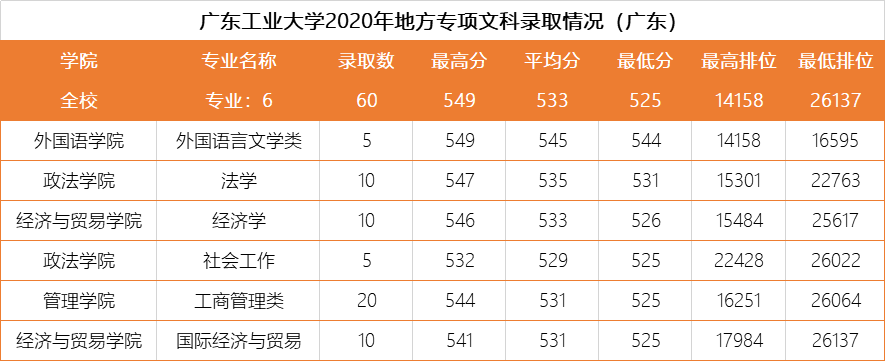 广东工业大学2020年地方专项文科录取情况（广东）
学院 专业名称 录取数 最高分 平均分 最低分 最高排位 最低排位
全校 专业：6 60 549 533 525 14158 26137
外国语学院 外国语言文学类 5 549 545 544 14158 16595
政法学院 法学 10 547 535 531 15301 22763
经济与贸易学院 经济学 10 546 533 526 15484 25617
政法学院 社会工作 5 532 529 525 22428 26022
管理学院 工商管理类 20 544 531 525 16251 26064
经济与贸易学院 国际经济与贸易 10 541 531 525 17984 26137